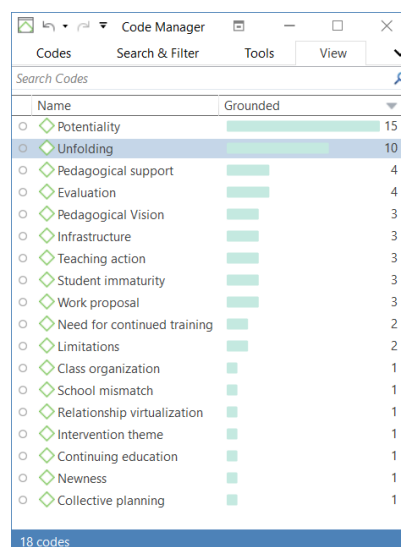 Code Manager
Codes Search & Filter Tools View
Search Codes
Name Grounded
Potentiality 15
Unfolding 10
Pedagogical support 4
Evaluation 4
Pedagogical Vision 3
Infrastructure 3
Teaching action 3
Student immaturity 3
Work proposal 3
Need for continued training 2
Limitations 2
Class organization 1
School mismatch 1
Relationship virtualization 1
Intervention theme 1
Continuing education 1
Newness 1
Collective planning 1
18 codes